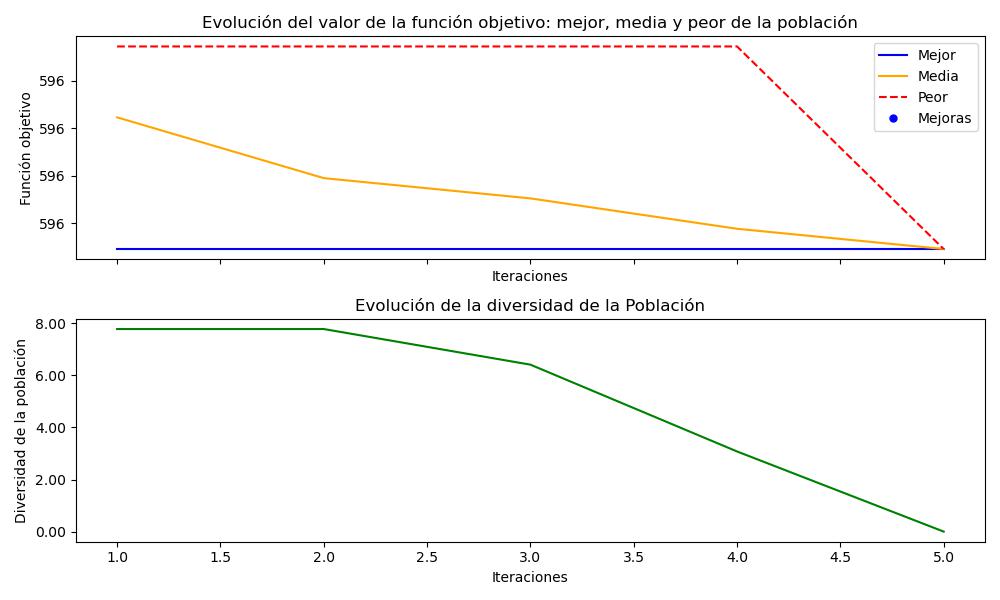 Evolución del valor de la función objetivo: mejor, media y peor de la población
Función objetivo
596
596
596
596
Mejor
Media
Peor
Mejoras
Iteraciones
Evolución de la diversidad de la Población
Diversidad de la población
8.00
6.00
4.00
2.00
0.00
1.0 1.5 2.0 2.5 3.0 3.5 4.0 4.5 5.0
Iteraciones